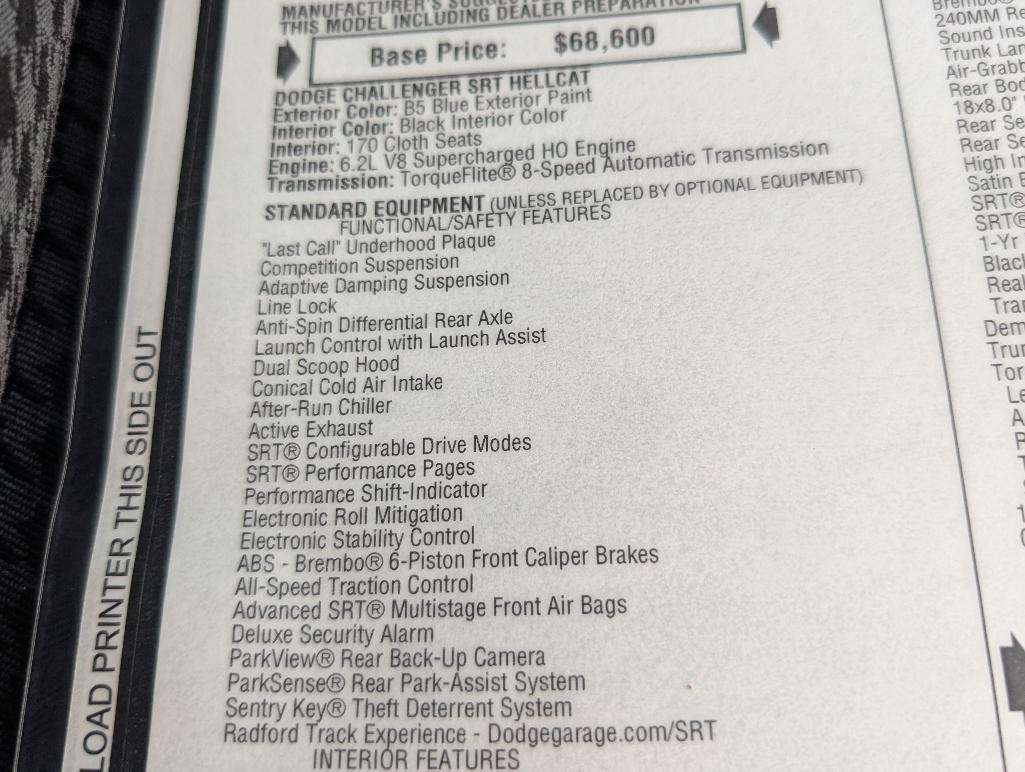 MANUFACTURER'S
THIS MODEL INCLUDING DEALER PREPARATION
Base Price: $68,600
DODGE CHALLENGER SRT HELLCAT
Exterior Color: B5 Blue Exterior Paint
Interior Color: Black Interior Color
Interior: 170 Cloth Seats
Engine: 6.2L V8 Supercharged HO Engine
Transmission: TorqueFlite® 8-Speed Automatic Transmission
STANDARD EQUIPMENT (UNLESS REPLACED BY OPTIONAL EQUIPMENT)
FUNCTIONAL/SAFETY FEATURES
"Last Call" Underhood Plaque
Competition Suspension
Adaptive Damping Suspension
Line Lock
Anti-Spin Differential Rear Axle
Launch Control with Launch Assist
Dual Scoop Hood
Conical Cold Air Intake
After-Run Chiller
Active Exhaust
SRT® Configurable Drive Modes
SRT® Performance Pages
Performance Shift-Indicator
Electronic Roll Mitigation
Electronic Stability Control
ABS - Brembo® 6-Piston Front Caliper Brakes
All-Speed Traction Control
Advanced SRT® Multistage Front Air Bags
Deluxe Security Alarm
ParkView® Rear Back-Up Camera
ParkSense® Rear Park-Assist System
Sentry Key® Theft Deterrent System
Radford Track Experience - Dodgegarage.com/SRT
INTERIOR FEATURES
LOAD PRINTER THIS SIDE OUT
240MM Re
Sound Ins
Trunk Lam
Air-Grabb
Rear Bod
18x8.0"
Rear Se
Rear Se
High In
Satin
SRT®
SRT®
1-Yr
Blac
Real
Tran
Dem
Trun
Tor
Le